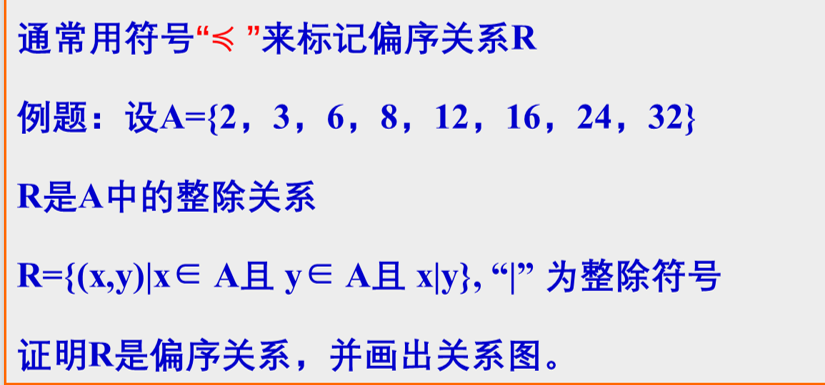 通常用符号“≼ ”来标记偏序关系R
例题：设A={2，3，6，8，12，16，24，32}
R是A中的整除关系
R={(x,y)|x∈ A且 y∈ A且 x|y}, “|” 为整除符号
证明R是偏序关系，并画出关系图。